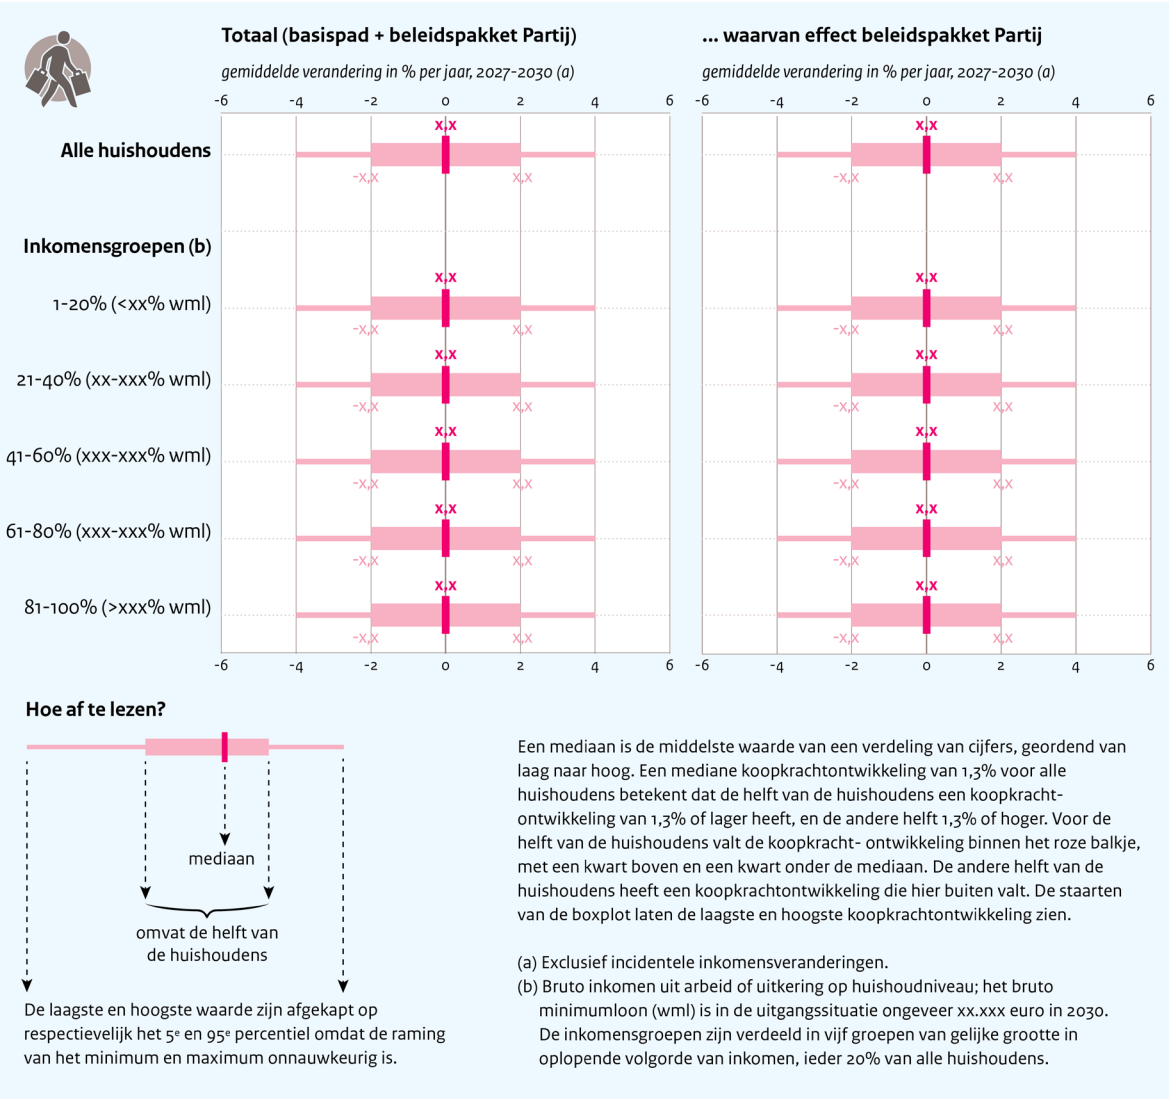 Totaal (basispad + beleidspakket Partij)
gemiddelde verandering in % per jaar, 2027-2030 (a)
-6 -4 -2 0 2 4 6
... waarvan effect beleidspakket Partij
gemiddelde verandering in % per jaar, 2027-2030 (a)
-6 -4 -2 0 2 4 6
x,x x,x
Alle huishoudens
-x,x x,x -x,x x,x
Inkomensgroepen (b)
x,x x,x
1-20% (<xx% wml)
-x,x x,x -x,x x,x
x,x x,x
21-40% (xx-xxx% wml)
-x,x x,x -x,x x,x
x,x x,x
41-60% (xxx-xxx% wml)
-x,x x,x -x,x x,x
x,x x,x
61-80% (xxx-xxx% wml)
-x,x x,x -x,x x,x
x,x x,x
81-100% (>xxx% wml)
-x,x x,x -x,x x,x
-6 -4 -2 0 2 4 6 -6 -4 -2 0 2 4 6
Hoe af te lezen?
mediaan
omvat de helft van
de huishoudens
De laagste en hoogste waarde zijn afgekapt op
respectievelijk het 5e en 95e percentiel omdat de raming
van het minimum en maximum onnauwkeurig is.
Een mediaan is de middelste waarde van een verdeling van cijfers, geordend van
laag naar hoog. Een mediane koopkrachtontwikkeling van 1,3% voor alle
huishoudens betekent dat de helft van de huishoudens een koopkracht-
ontwikkeling van 1,3% of lager heeft, en de andere helft 1,3% of hoger. Voor de
helft van de huishoudens valt de koopkracht- ontwikkeling binnen het roze balkje,
met een kwart boven en een kwart onder de mediaan. De andere helft van de
huishoudens heeft een koopkrachtontwikkeling die hier buiten valt. De staarten
van de boxplot laten de laagste en hoogste koopkrachtontwikkeling zien.
(a) Exclusief incidentele inkomensveranderingen.
(b) Bruto inkomen uit arbeid of uitkering op huishoudniveau; het bruto
minimumloon (wml) is in de uitgangssituatie ongeveer xx.xxx euro in 2030.
De inkomensgroepen zijn verdeeld in vijf groepen van gelijke grootte in
oplopende volgorde van inkomen, ieder 20% van alle huishoudens.